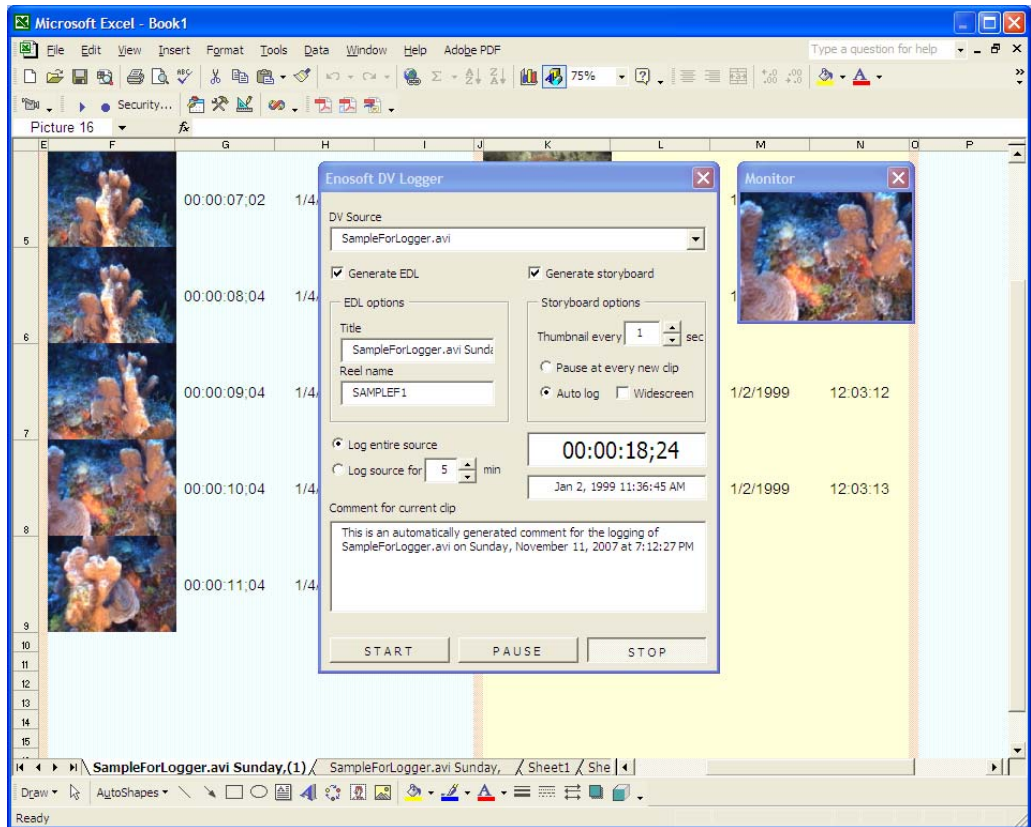 Microsoft Excel - Book1
File Edit View Insert Format Tools Data Window Help Adobe PDF
Type a question for help
75%
Security...
Picture 16
fx
E F G H I J K L M N O P
Enosoft DV Logger
Monitor
DV Source
SampleForLogger.avi
Generate EDL
Generate storyboard
EDL options
Storyboard options
Title
SampleForLogger.avi Sunda
Thumbnail every 1 sec
Reel name
SAMPLEF1
Pause at every new clip
Auto log
Widescreen
Log entire source
Log source for 5 min
00:00:18;24
Jan 2, 1999 11:36:45 AM
Comment for current clip
This is an automatically generated comment for the logging of
SampleForLogger.avi on Sunday, November 11, 2007 at 7:12:27 PM
START PAUSE STOP
00:00:07;02 1/4/ 1
5
00:00:08;04 1/4/ 1
6
00:00:09;04 1/4/ 1/2/1999 12:03:12
7
00:00:10;04 1/4/ 1/2/1999 12:03:13
8
00:00:11;04 1/4/
9
10
11
12
13
14
15
SampleForLogger.avi Sunday,(1) SampleForLogger.avi Sunday, Sheet1 She
Draw AutoShapes
Ready